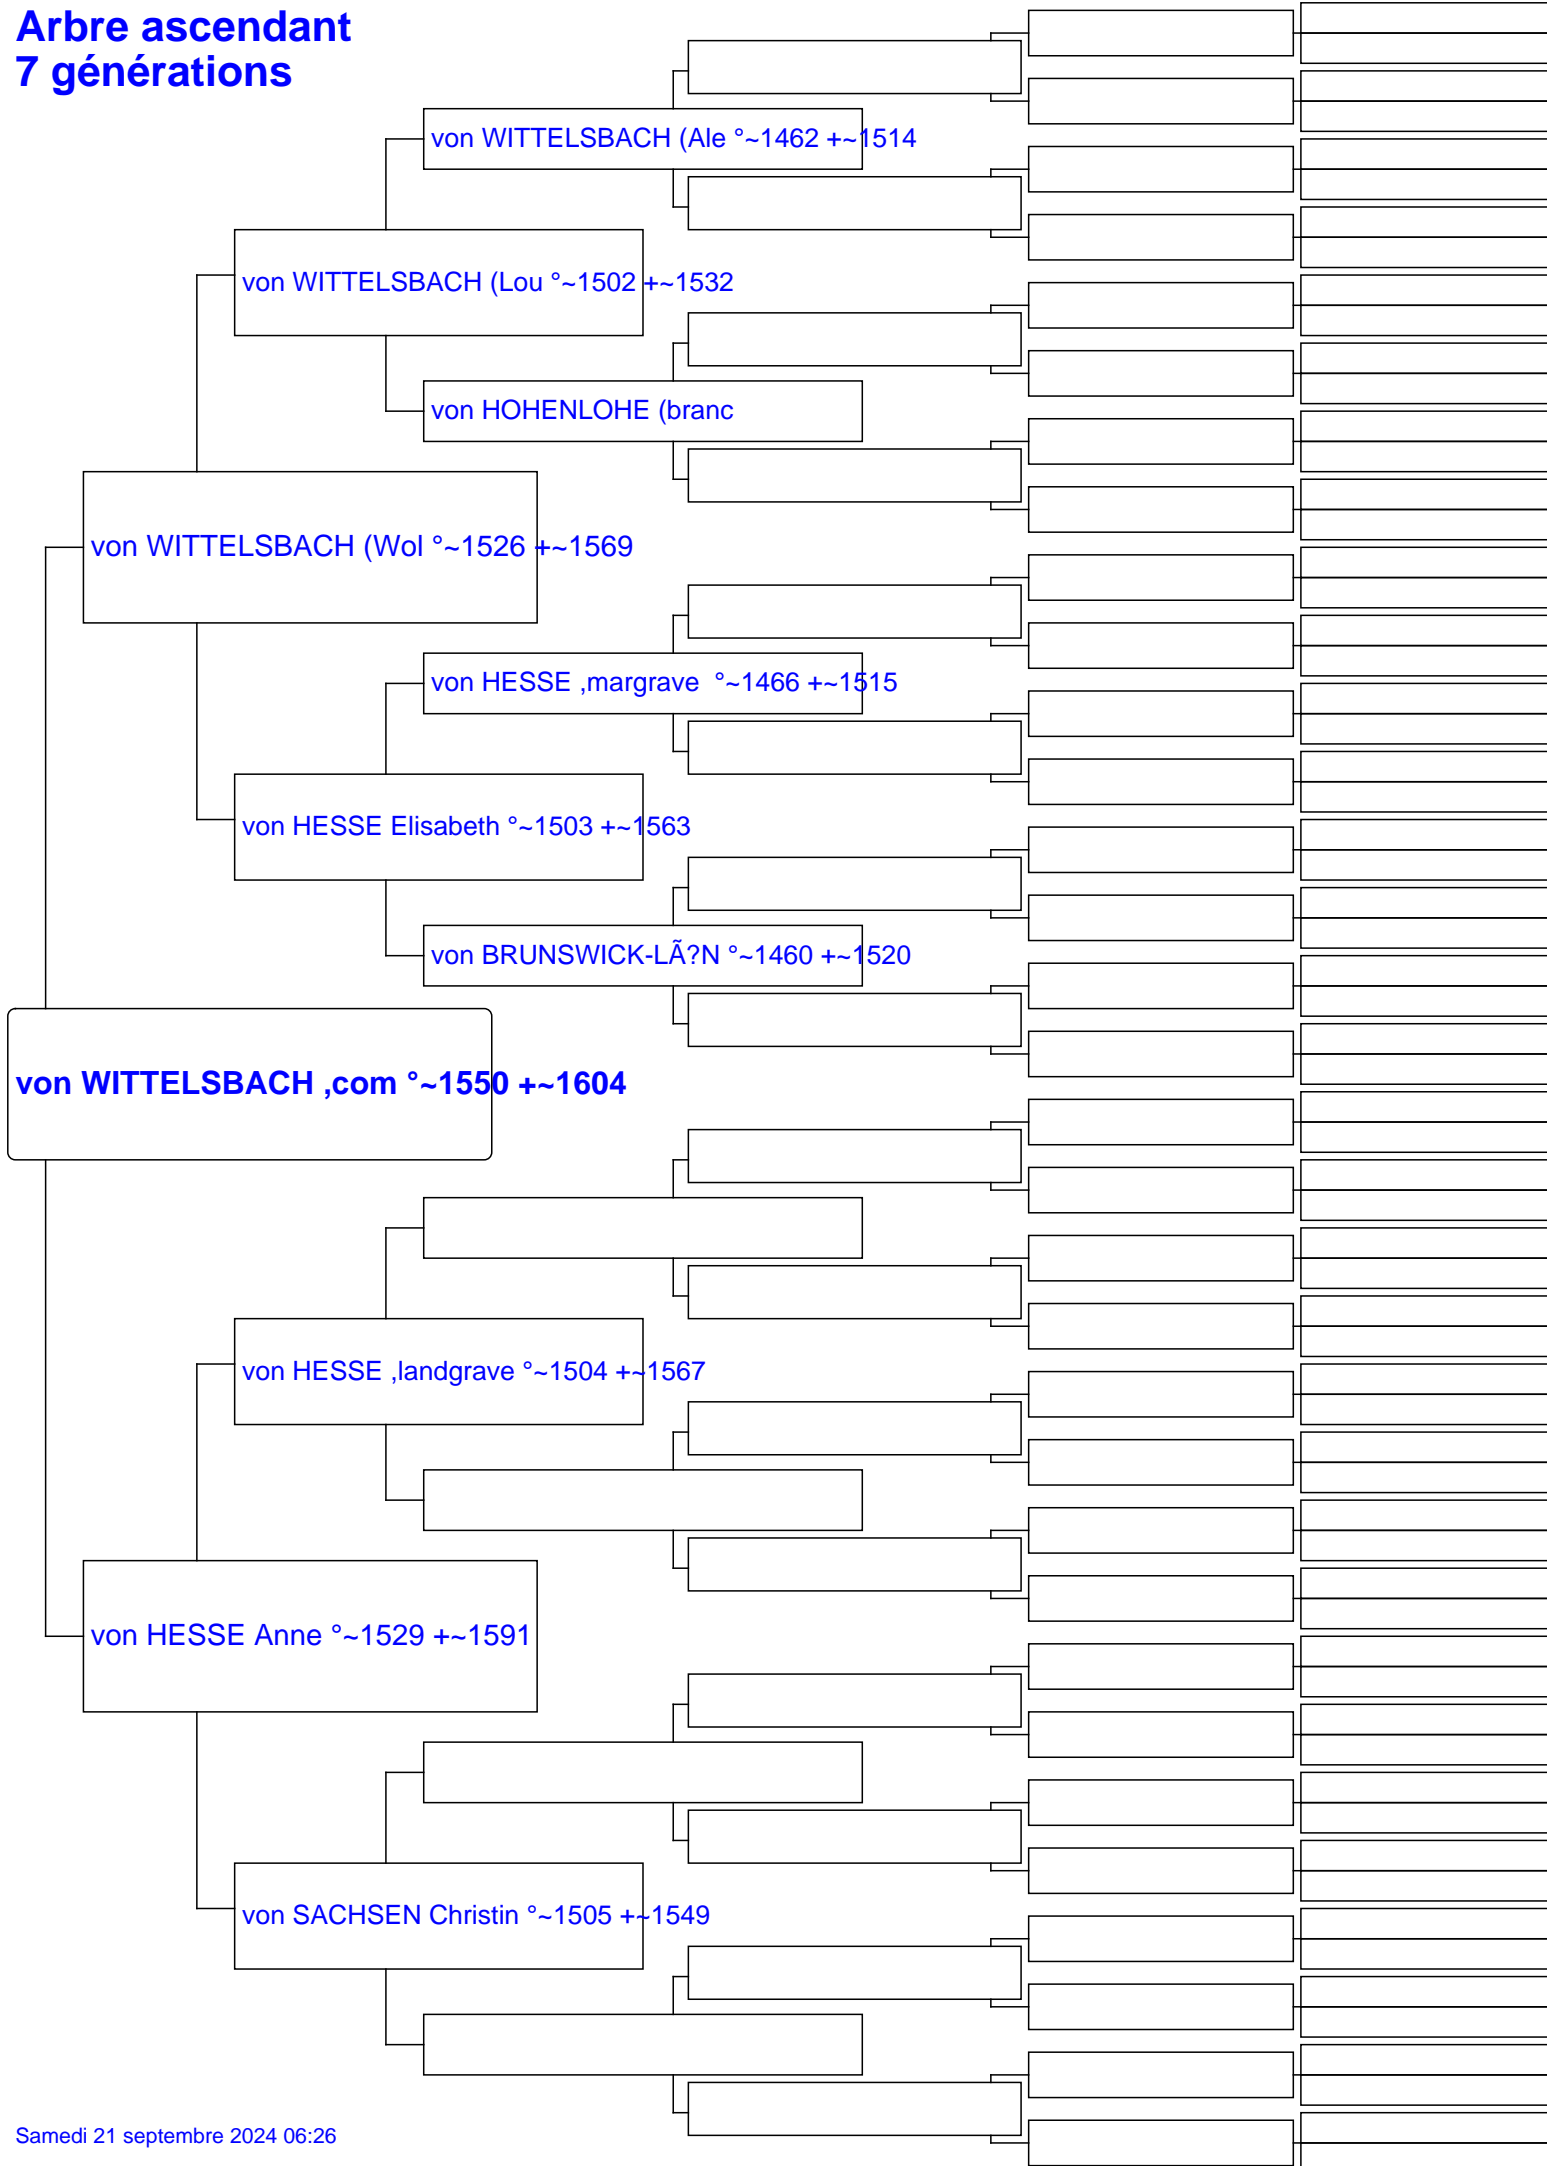 Arbre ascendant
7 générations
von WITTELSBACH (Ale °~1462 +~1514
von WITTELSBACH (Lou °~1502 +~1532
von HOHENLOHE (branc
von WITTELSBACH (Wol °~1526 +~1569
von HESSE ,margrave  °~1466 +~1515
von HESSE Elisabeth °~1503 +~1563
von BRUNSWICK-LÃ?N °~1460 +~1520
von WITTELSBACH ,com °~1550 +~1604
von HESSE ,landgrave °~1504 +~1567
von HESSE Anne °~1529 +~1591
von SACHSEN Christin °~1505 +~1549
Samedi 21 septembre 2024 06:26